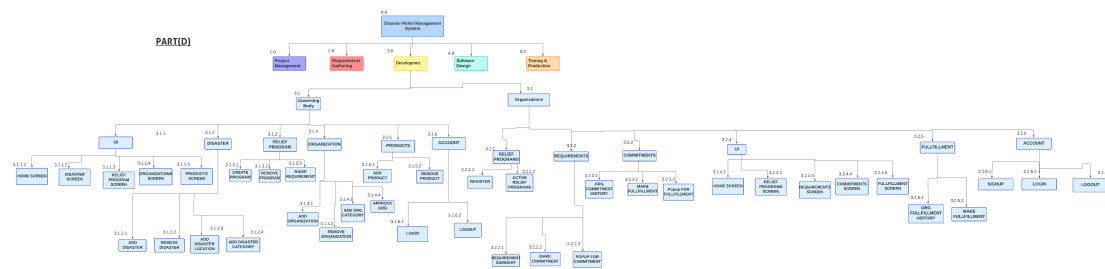 PART(D)
0.0
Disaster Relief Management
System
1.0
Project
Management
2.0
Requirements
Gathering
3.0
Developmet
4.0
Software
Design
5.0
Testing &
Production
3.1
Governing
Body
3.2
Organizations
3.1.1
UI
3.1.2
DISASTER
3.1.3
RELIEF
PROGRAM
3.1.4
ORGANIZATION
3.1.5
PRODUCTS
3.1.6
ACCOUNT
3.2.1
RELIEF
PROGRAMS
3.2.2
REQUIREMENTS
3.2.3
COMMITMENTS
3.2.4
UI
3.2.5
FULLFILLMENT
3.2.6
ACCOUNT
3.1.1.1
HOME SCREEN
3.1.1.2
DISASTER
SCREEN
RELIEF
PROGRAM
SCREEN
3.1.1.4
ORGANIZATIONS
SCREEN
3.1.1.5
PRODUCTS
SCREEN
3.1.3.1
CREATE
PROGRAM
3.1.3.2
REMOVE
PROGRAM
3.1.3.3
RAISE
REQUIREMENT
3.1.5.1
ADD
PRODUCT
3.1.5.2
REMOVE
PRODUCT
3.2.1.1
REGISTER
3.2.1.2
ACTIVE
RELIEF
PROGRAMS
3.2.3.1
ORG
COMMITMENT
HISTORY
3.2.3.2
MAKE
FULLFILLMENT
3.2.3.3
Popup FOR
FULLFILLMENT
3.2.4.1
HOME SCREEN
3.2.4.2
RELIEF
PROGRAMS
SCREEN
3.2.4.3
REQUIREMENTS
SCREEN
3.2.4.4
COMMITMENTS
SCREEN
3.2.4.5
FULLFILLMENT
SCREEN
3.2.6.1
SIGNUP
3.2.6.2
LOGIN
LOGOUT
3.1.2.1
ADD
DISASTER
3.1.2.2
REMOVE
DISASTER
3.1.2.3
ADD
DISASTER
LOCATION
3.1.2.4
ADD DISASTER
CATEGORY
3.1.4.1
ADD
ORGANIZATION
3.1.4.2
REMOVE
ORGANIZATION
ADD ORG
CATEGORY
3.1.4.4
APPROVE
ORG
3.1.6.1
LOGIN
3.1.6.2
LOGOUT
3.2.2.1
REQUIREMENT
SUMMARY
3.2.2.2
MAKE
COMMITMENT
3.2.2.3
POPUP FOR
COMMITMENT
3.2.5.1
ORG
FULLFILLMENT
HISTORY
3.2.5.2
MAKE
FULLFILLMENT